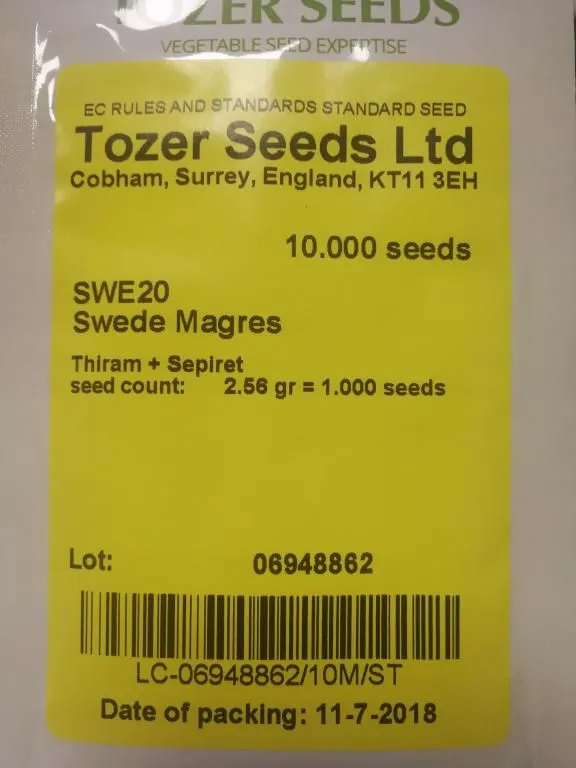 TOZER SEEDS
VEGETABLE SEED EXPERTISE
EC RULES AND STANDARDS STANDARD SEED
Tozer Seeds Ltd
Cobham, Surrey, England, KT11 3EH
10.000 seeds
SWE20
Swede Magres
Thiram + Sepiret
seed count: 2.56 gr = 1.000 seeds
Lot: 06948862
LC-06948862/10M/ST
Date of packing: 11-7-2018